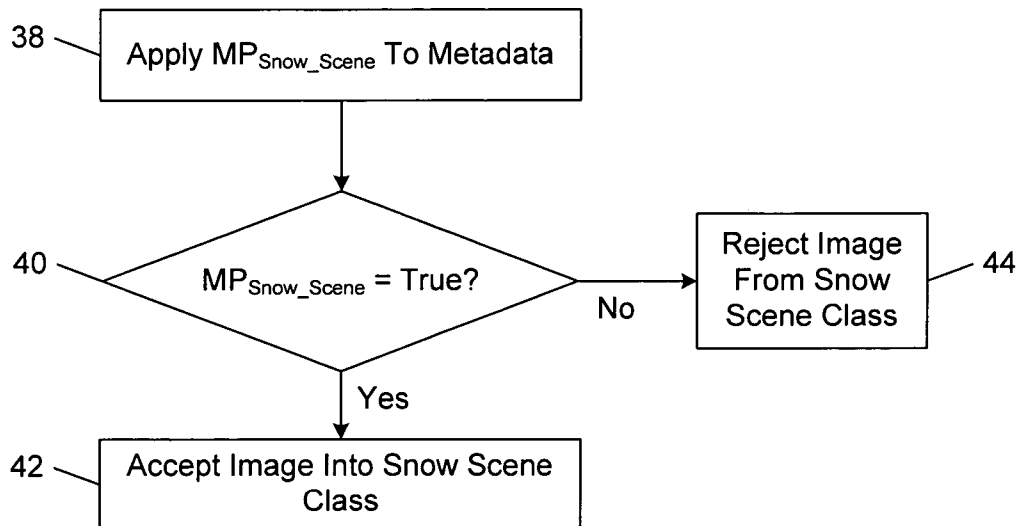 38
Apply MPSnow_Scene To Metadata
40
MPSnow_Scene = True?
No
Reject Image
From Snow
Scene Class
44
Yes
42
Accept Image Into Snow Scene
Class